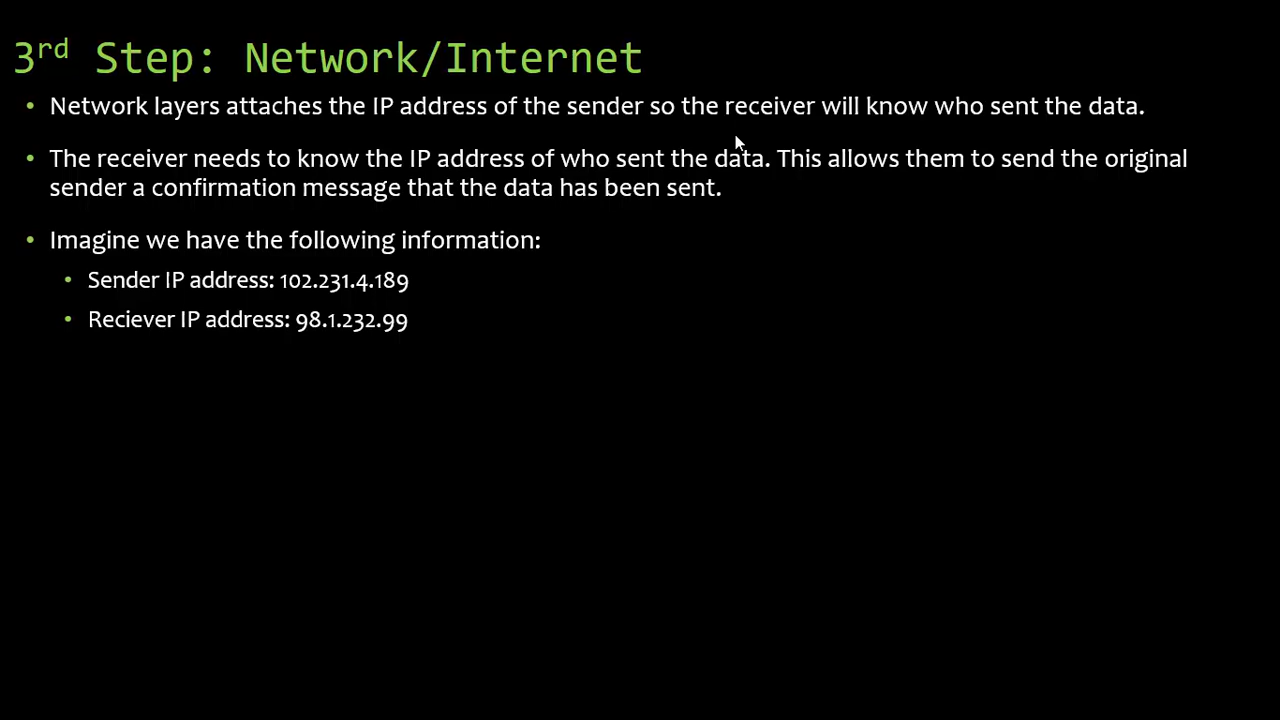 3rd Step: Network/Internet
• Network layers attaches the IP address of the sender so the receiver will know who sent the data.
• The receiver needs to know the IP address of who sent the data. This allows them to send the original
sender a confirmation message that the data has been sent.
• Imagine we have the following information:
• Sender IP address: 102.231.4.189
• Reciever IP address: 98.1.232.99